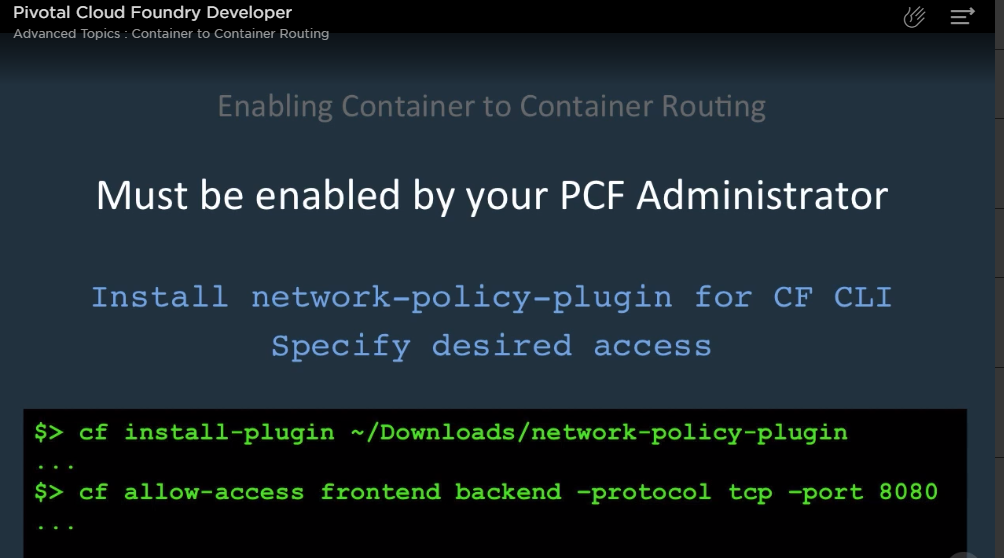 Pivotal Cloud Foundry Developer
Advanced Topics : Container to Container Routing
Enabling Container to Container Routing
Must be enabled by your PCF Administrator
Install network-policy-plugin for CF CLI
Specify desired access
$> cf install-plugin ~/Downloads/network-policy-plugin
...
$> cf allow-access frontend backend –protocol tcp –port 8080
...